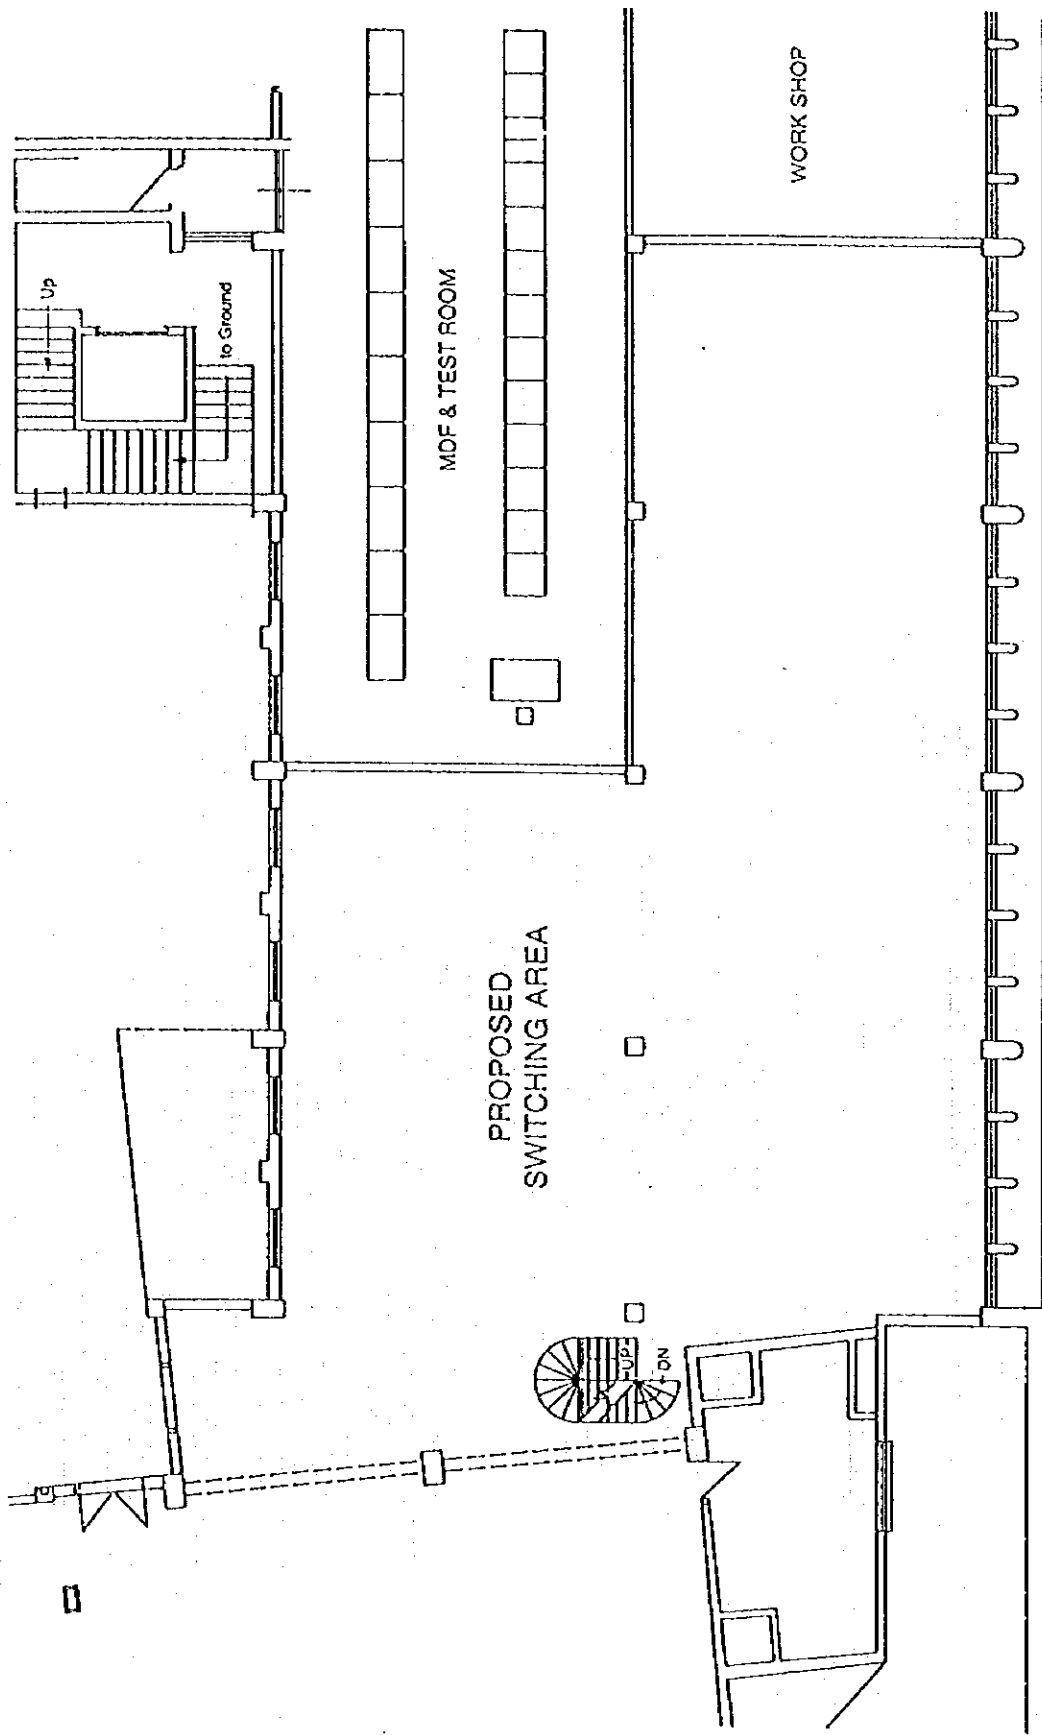 Up
to Ground
MDF & TEST ROOM
WORK SHOP
PROPOSED
SWITCHING AREA
UP
DN